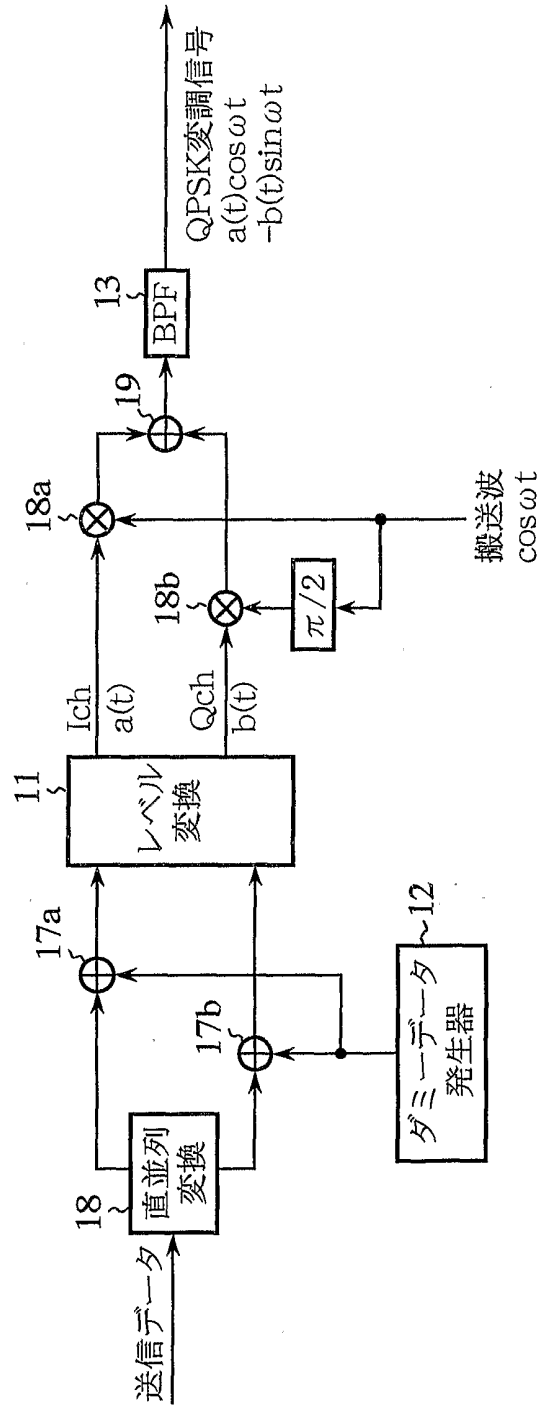 送信データ
18
直並列
変換
17a
17b
ダミーデータ
発生器
12
11
レベル
変換
Ich
a(t)
Qch
b(t)
18a
18b
π/2
搬送波
cosωt
19
13
BPF
QPSK変調信号
a(t)cosωt
-b(t)sinωt